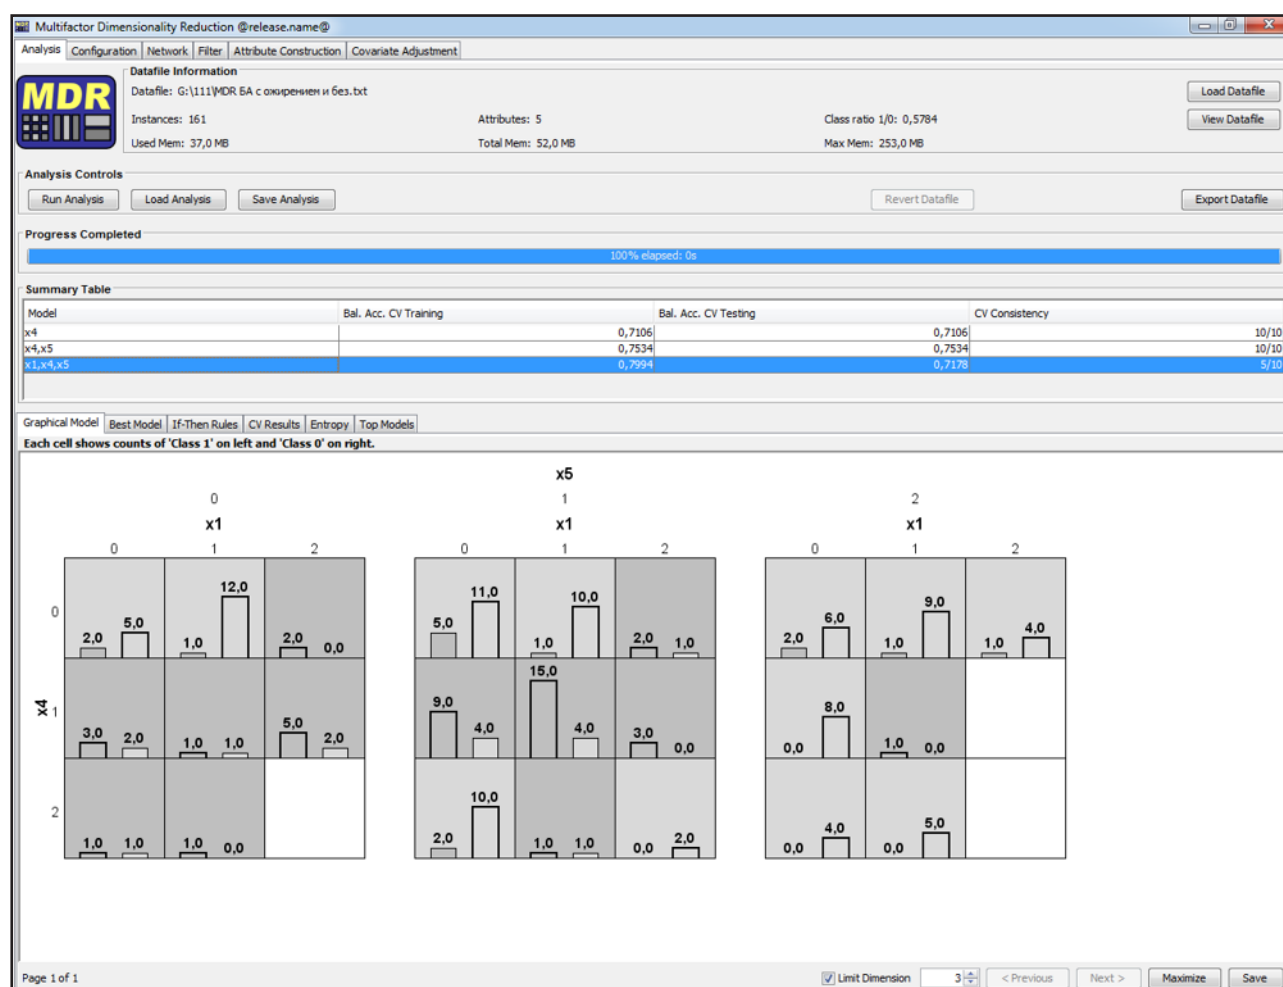 Multifactor Dimensionality Reduction @release.name@
Analysis Configuration Network Filter Attribute Construction Covariate Adjustment
MDR
Datafile Information
Datafile: G:\111\MDR БА с ожирением и без.txt
Load Datafile
Instances: 161 Attributes: 5 Class ratio 1/0: 0,5784
View Datafile
Used Mem: 37,0 MB Total Mem: 52,0 MB Max Mem: 253,0 MB
Analysis Controls
Run Analysis Load Analysis Save Analysis Revert Datafile Export Datafile
Progress Completed
100% elapsed: 0s
Summary Table
Model Bal. Acc. CV Training Bal. Acc. CV Testing CV Consistency
x4 0,7106 0,7106 10/10
x4,x5 0,7534 0,7534 10/10
x1,x4,x5 0,7994 0,7178 5/10
Graphical Model Best Model If-Then Rules CV Results Entropy Top Models
Each cell shows counts of 'Class 1' on left and 'Class 0' on right.
x5
0 1 2
x1 x1 x1
0 1 2 0 1 2 0 1 2
0 2,0 5,0 1,0 12,0 2,0 0,0 5,0 11,0 1,0 10,0 2,0 1,0 2,0 6,0 1,0 9,0 1,0 4,0
x4
1 3,0 2,0 1,0 1,0 5,0 2,0 9,0 4,0 15,0 4,0 3,0 0,0 0,0 8,0 1,0 0,0
2 1,0 1,0 1,0 0,0 2,0 10,0 1,0 1,0 0,0 2,0 0,0 4,0 0,0 5,0
Page 1 of 1 Limit Dimension 3 < Previous Next > Maximize Save